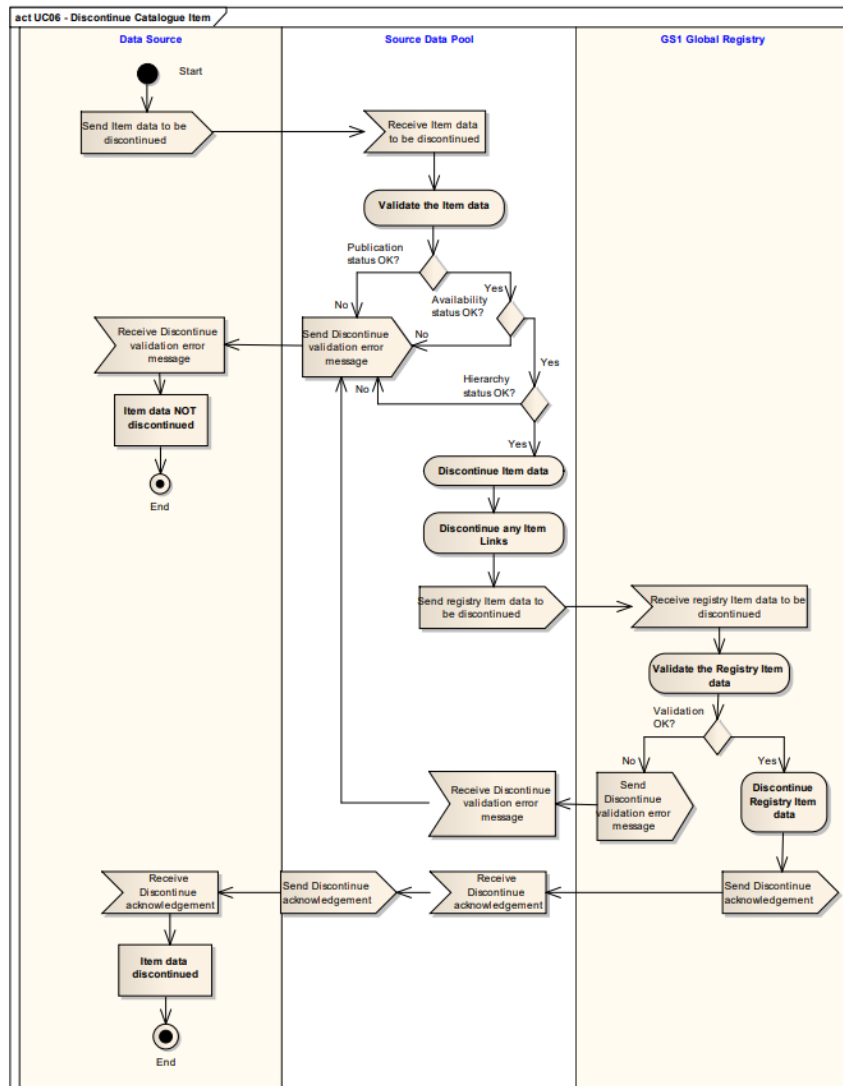 act UC06 - Discontinue Catalogue Item
Data Source
Source Data Pool
GS1 Global Registry
Start
Send Item data to be
discontinued
Receive Item data
to be discontinued
Validate the Item data
Publication
status OK?
No
Yes
Availability
status OK?
No
Yes
Send Discontinue
validation error
message
Receive Discontinue
validation error
message
Hierarchy
status OK?
No
Yes
Item data NOT
discontinued
End
Discontinue Item data
Discontinue any Item
Links
Send registry Item data to
be discontinued
Receive registry Item data to be
discontinued
Validate the Registry Item
data
Validation
OK?
No
Yes
Send
Discontinue
validation error
message
Discontinue
Registry Item
data
Receive Discontinue
validation error
message
Send Discontinue
acknowledgement
Receive
Discontinue
acknowledgement
Send Discontinue
acknowledgement
Receive
Discontinue
acknowledgement
Item data
discontinued
End